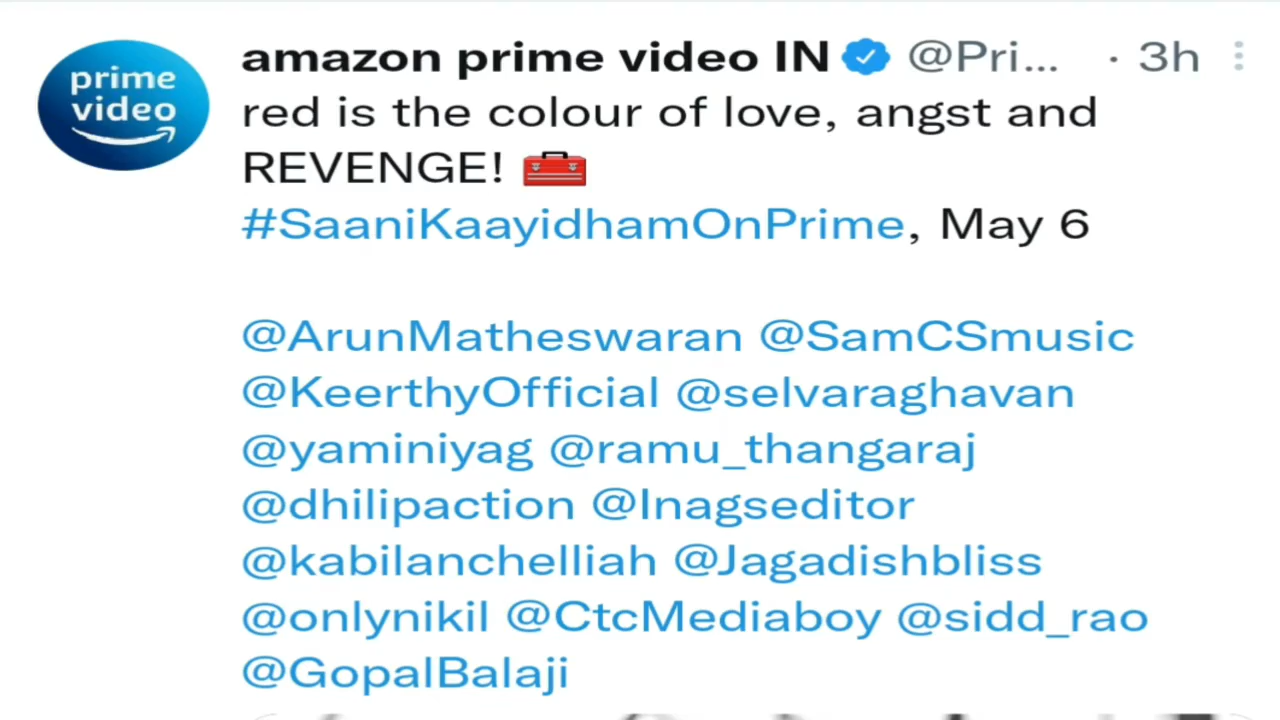 prime
video
amazon prime video IN @Pri... · 3h
red is the colour of love, angst and
REVENGE! 🧰
#SaaniKaayidhamOnPrime, May 6
@ArunMatheswaran @SamCSmusic
@KeerthyOfficial @selvaraghavan
@yaminiyag @ramu_thangaraj
@dhilipaction @Inagseditor
@kabilanchelliah @Jagadishbliss
@onlynikil @CtcMediaboy @sidd_rao
@GopalBalaji